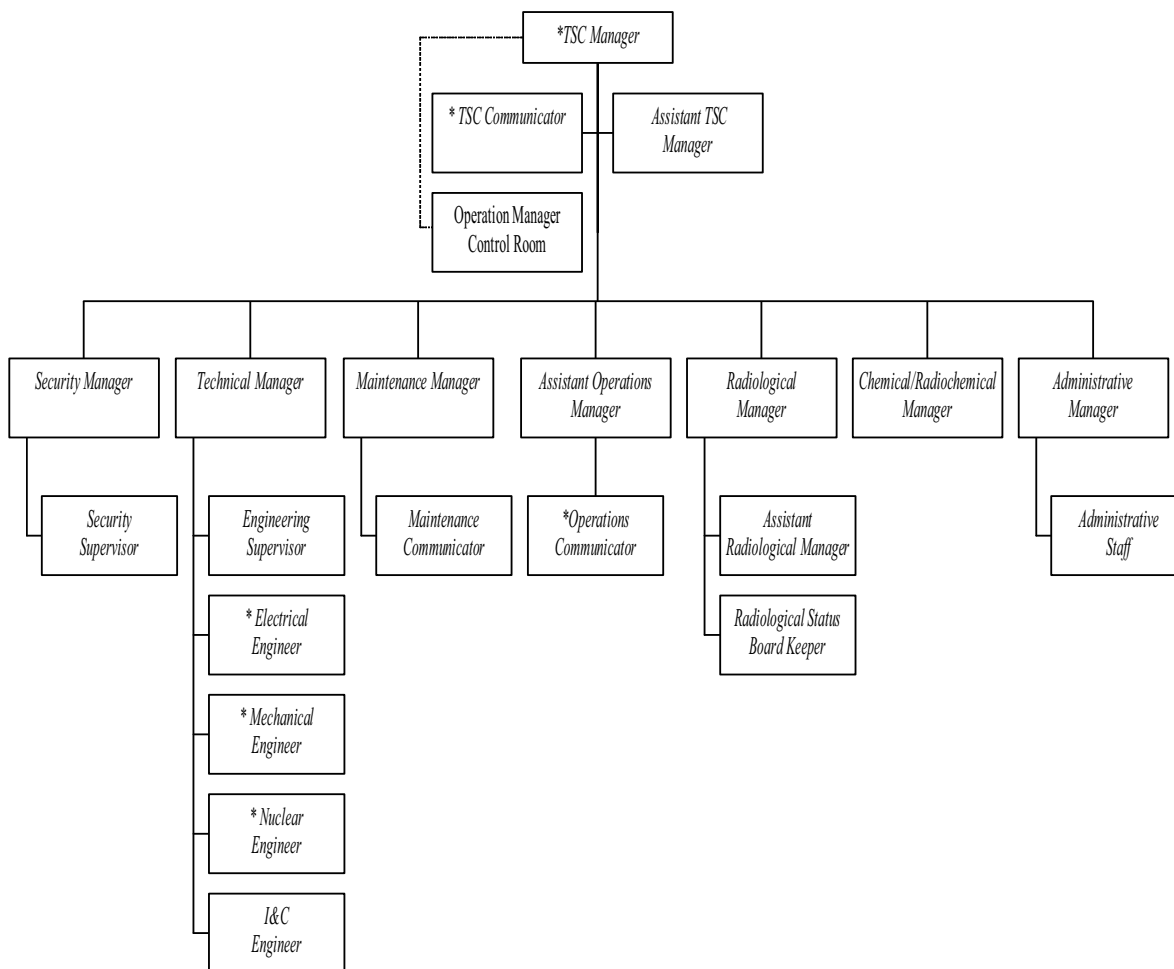 *TSC Manager
* TSC Communicator
Assistant TSC
Manager
Operation Manager
Control Room
Security Manager
Technical Manager
Maintenance Manager
Assistant Operations
Manager
Radiological
Manager
Chemical/Radiochemical
Manager
Administrative
Manager
Security
Supervisor
Engineering
Supervisor
Maintenance
Communicator
*Operations
Communicator
Assistant
Radiological Manager
Administrative
Staff
* Electrical
Engineer
Radiological Status
Board Keeper
* Mechanical
Engineer
* Nuclear
Engineer
I&C
Engineer